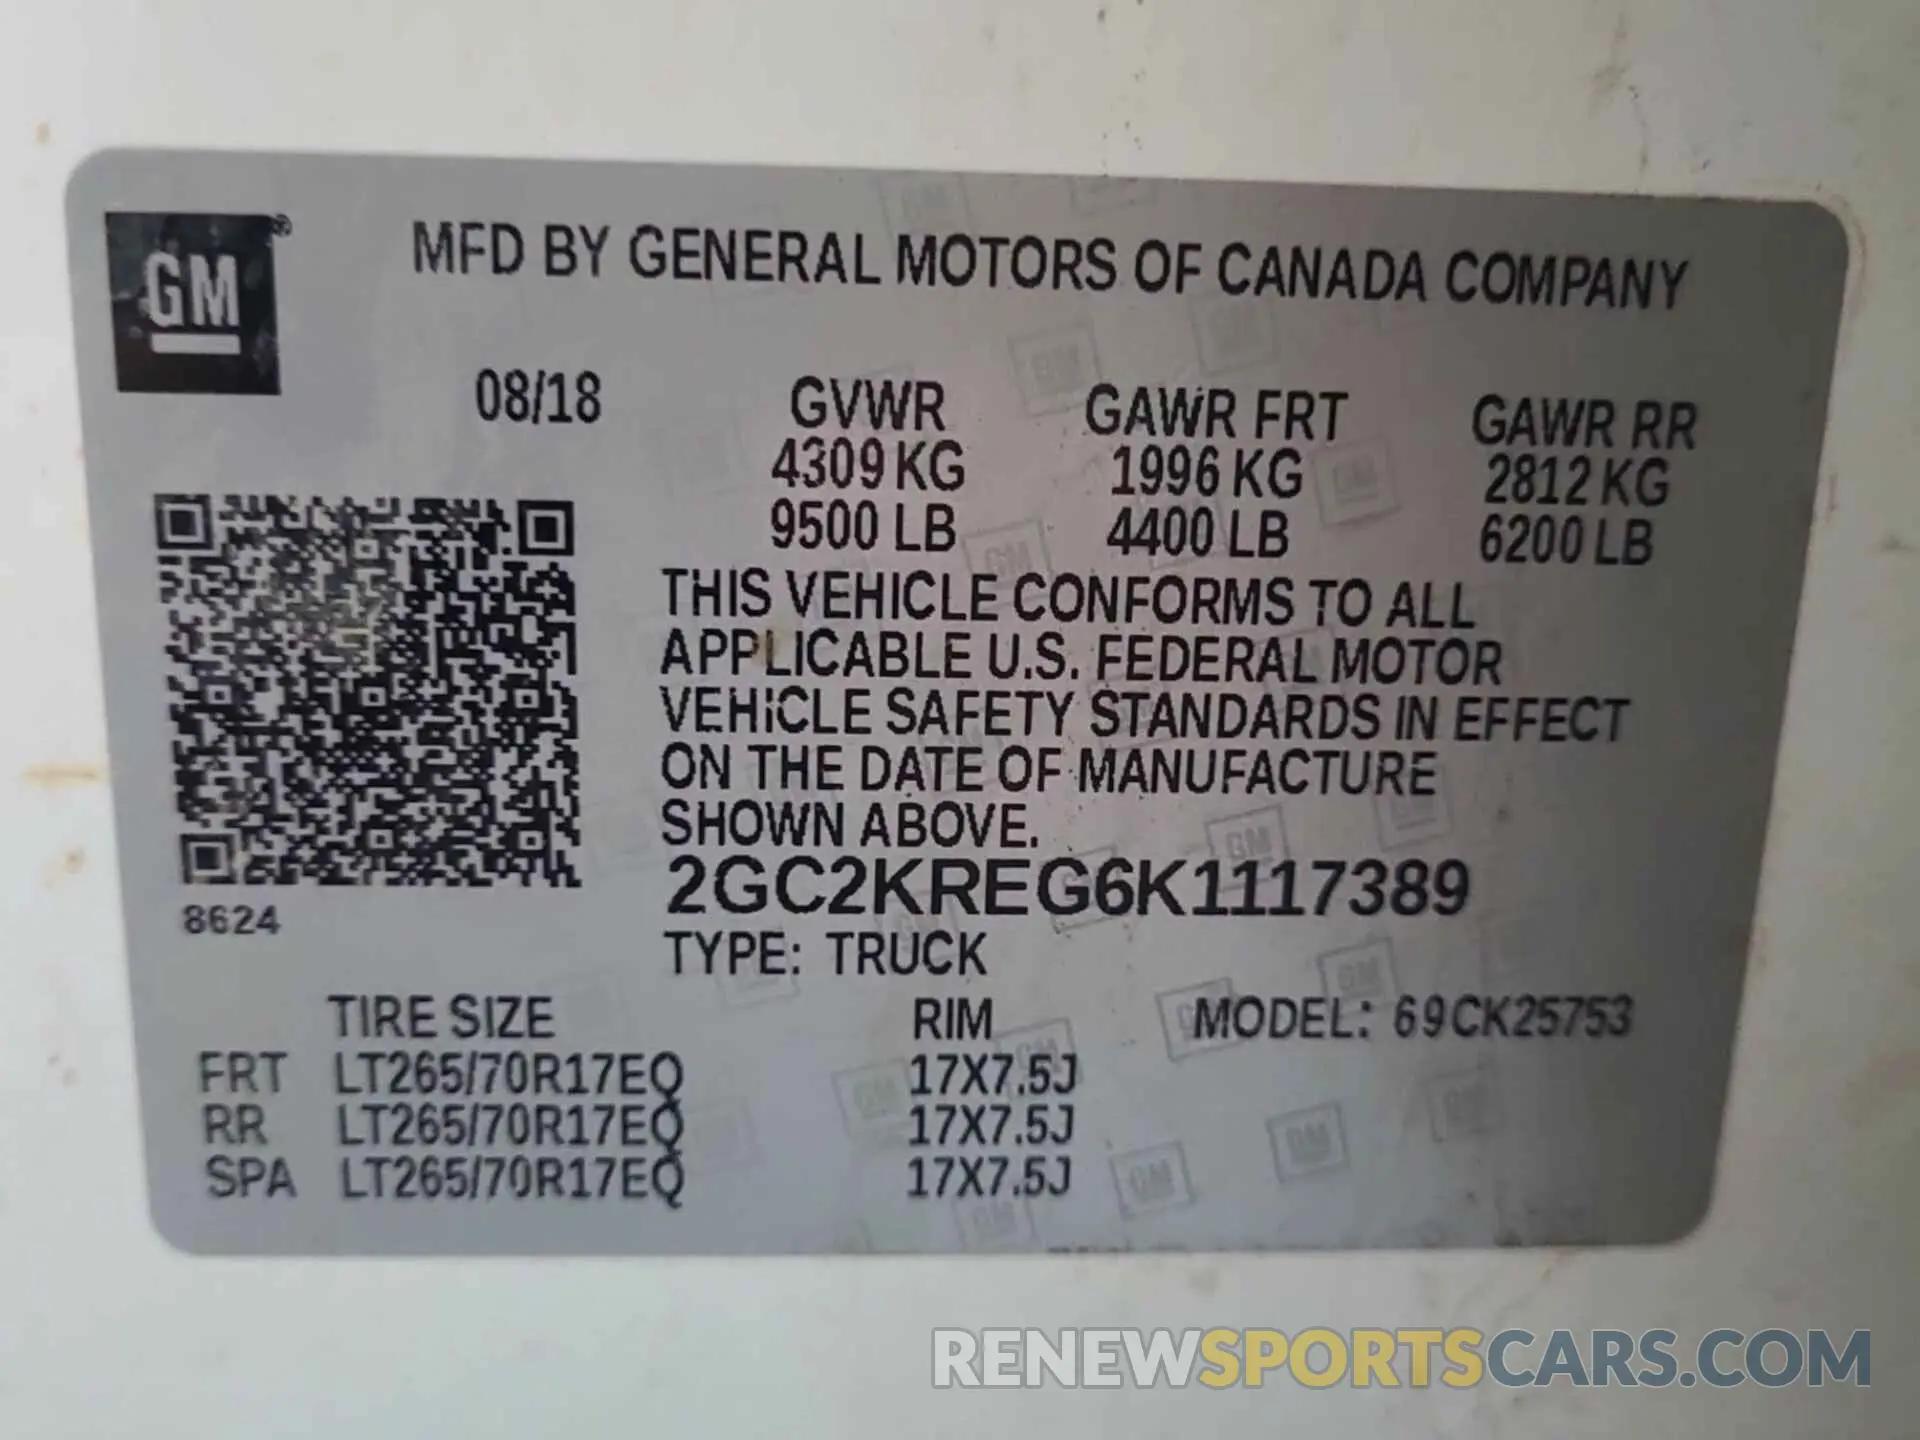 GM®
MFD BY GENERAL MOTORS OF CANADA COMPANY
08/18 GVWR GAWR FRT GAWR RR
4309 KG 1996 KG 2812 KG
9500 LB 4400 LB 6200 LB
THIS VEHICLE CONFORMS TO ALL
APPLICABLE U.S. FEDERAL MOTOR
VEHICLE SAFETY STANDARDS IN EFFECT
ON THE DATE OF MANUFACTURE
SHOWN ABOVE.
2GC2KREG6K1117389
8624
TYPE: TRUCK
TIRE SIZE RIM MODEL: 69CK25753
FRT LT265/70R17EQ 17X7.5J
RR LT265/70R17EQ 17X7.5J
SPA LT265/70R17EQ 17X7.5J
RENEWSPORTSCARS.COM